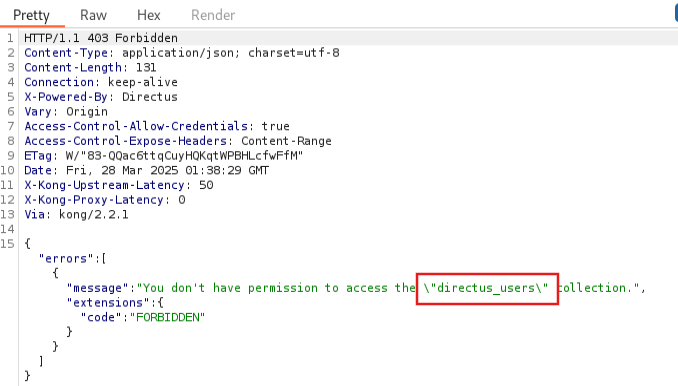 Pretty Raw Hex Render
1 HTTP/1.1 403 Forbidden
2 Content-Type: application/json; charset=utf-8
3 Content-Length: 131
4 Connection: keep-alive
5 X-Powered-By: Directus
6 Vary: Origin
7 Access-Control-Allow-Credentials: true
8 Access-Control-Expose-Headers: Content-Range
9 ETag: W/"83-QQac6ttqCuyHQKqtWPBHLcfwFfM"
10 Date: Fri, 28 Mar 2025 01:38:29 GMT
11 X-Kong-Upstream-Latency: 50
12 X-Kong-Proxy-Latency: 0
13 Via: kong/2.2.1
14
15 {
"errors":[
{
"message":"You don't have permission to access the \"directus_users\" collection.",
"extensions":{
"code":"FORBIDDEN"
}
}
]
}